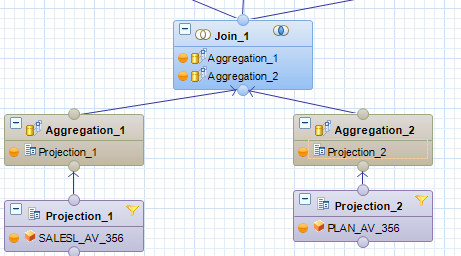 Join_1
Aggregation_1
Aggregation_2
Aggregation_1
Projection_1
Aggregation_2
Projection_2
Projection_1
SALESL_AV_356
Projection_2
PLAN_AV_356